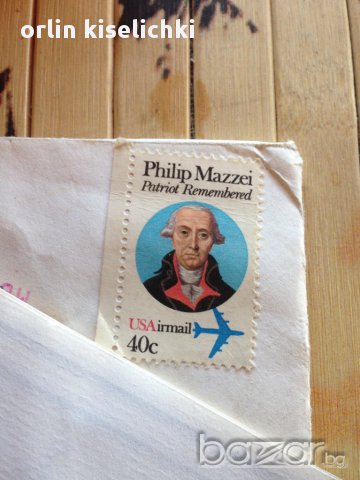 orlin kiselichki
Philip Mazzei
Patriot Remembered
USAirmail
40c
bazar.bg